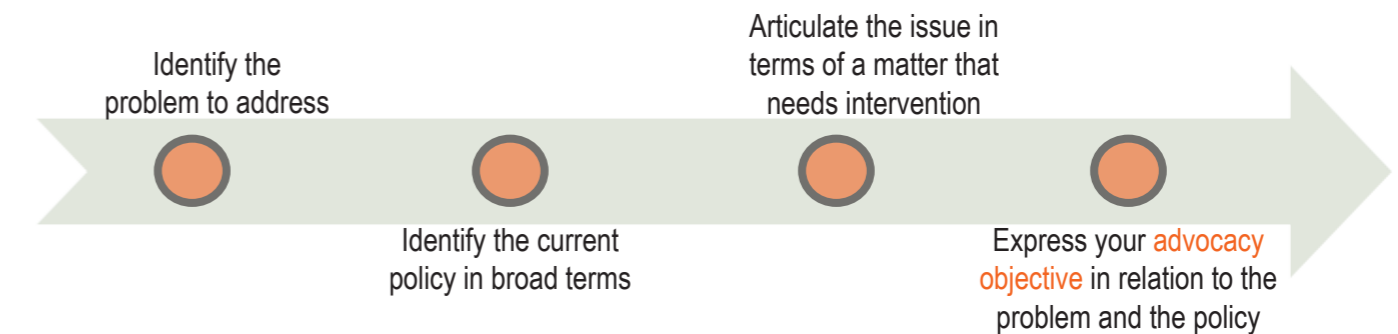 Identify the
problem to address
Identify the current
policy in broad terms
Articulate the issue in
terms of a matter that
needs intervention
Express your advocacy
objective in relation to the
problem and the policy